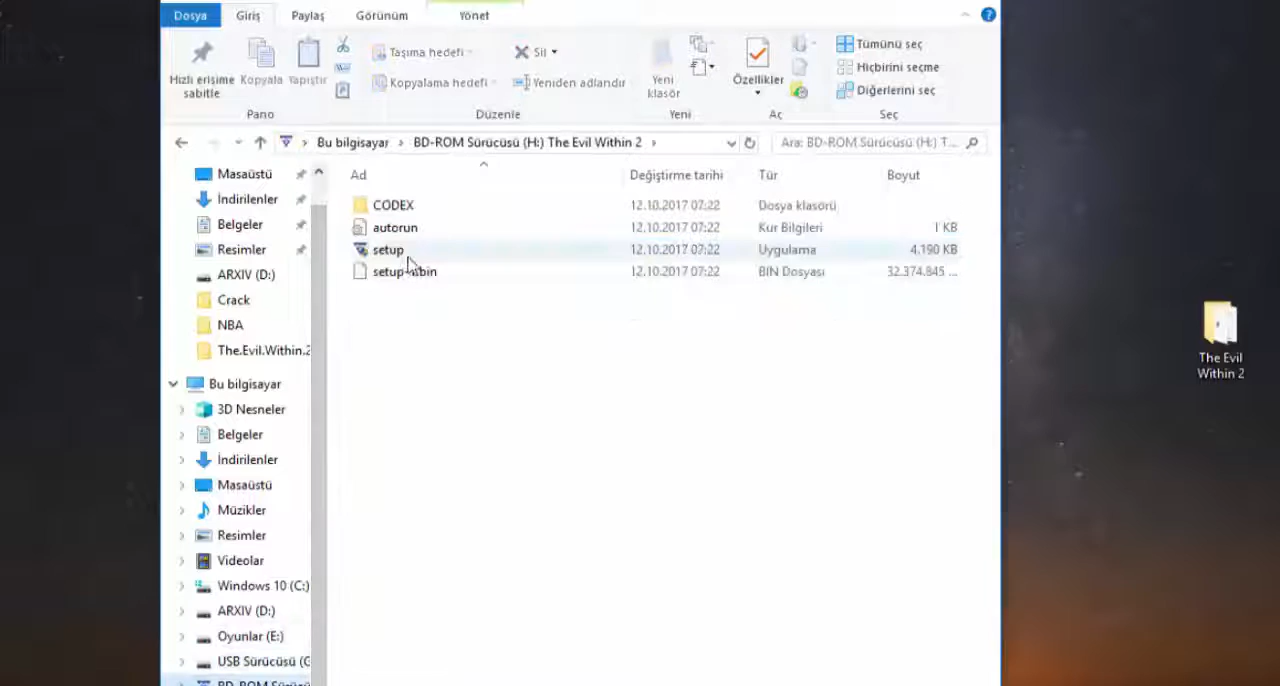 Dosya Giriş Paylaş Görünüm Yönet
Hızlı erişime sabitle
Kopyala
Yapıştır
Pano
Taşıma hedefi
Kopyalama hedefi
Sil
Yeniden adlandır
Düzenle
Yeni klasör
Yeni
Özellikler
Aç
Tümünü seç
Hiçbirini seçme
Diğerlerini seç
Seç
Bu bilgisayar › BD-ROM Sürücüsü (H:) The Evil Within 2 ›
Ara: BD-ROM Sürücüsü (H:) T...
Masaüstü
İndirilenler
Belgeler
Resimler
ARXIV (D:)
Crack
NBA
The.Evil.Within.2
Bu bilgisayar
3D Nesneler
Belgeler
İndirilenler
Masaüstü
Müzikler
Resimler
Videolar
Windows 10 (C:)
ARXIV (D:)
Oyunlar (E:)
USB Sürücüsü (G
Ad Değiştirme tarihi Tür Boyut
CODEX 12.10.2017 07:22 Dosya klasörü
autorun 12.10.2017 07:22 Kur Bilgileri 1 KB
setup 12.10.2017 07:22 Uygulama 4.190 KB
12.10.2017 07:22 BIN Dosyası 32.374.845 ...
The Evil
Within 2